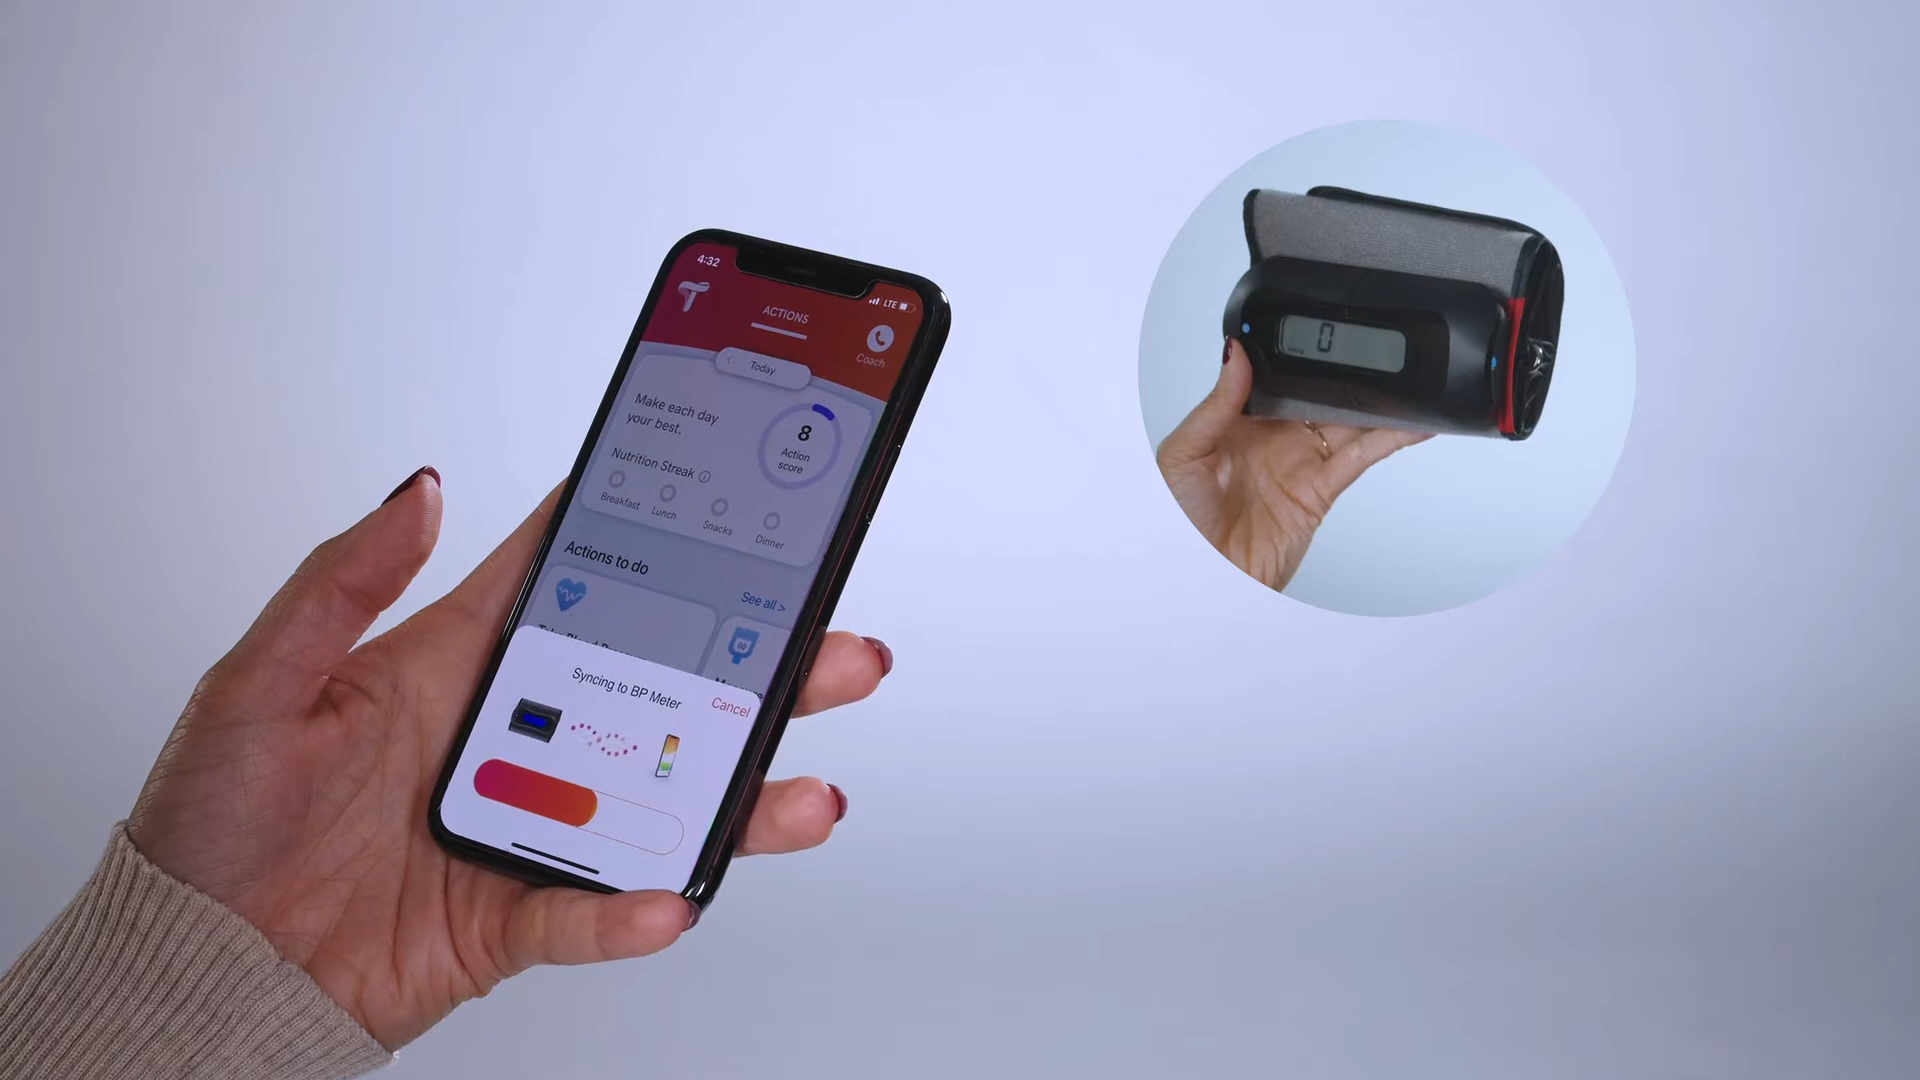 4:32
LTE
T
ACTIONS
Coach
Today
Make each day
your best.
8
Action
score
Nutrition Streak
Breakfast
Lunch
Snacks
Dinner
Actions to do
See all >
Syncing to BP Meter
Cancel
0